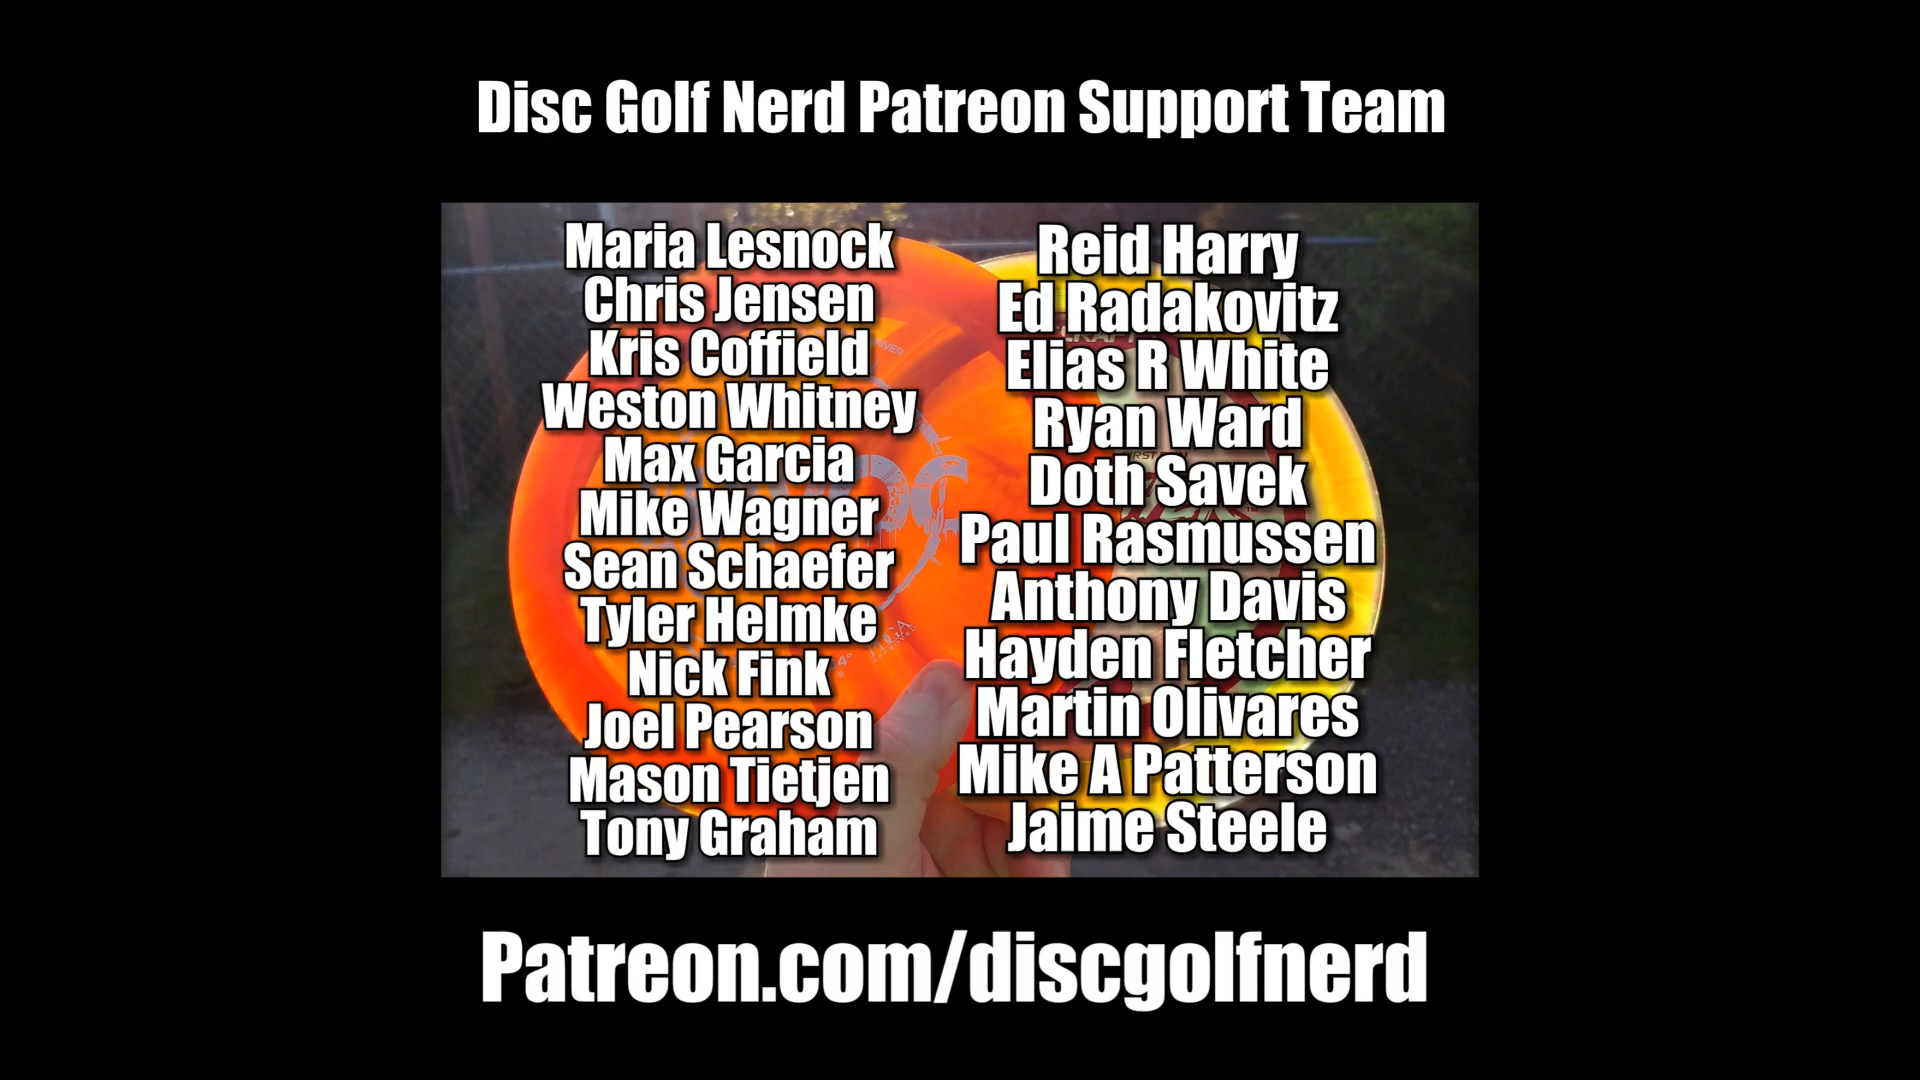 Disc Golf Nerd Patreon Support Team
Maria Lesnock
Chris Jensen
Kris Coffield
Weston Whitney
Max Garcia
Mike Wagner
Sean Schaefer
Tyler Helmke
Nick Fink
Joel Pearson
Mason Tietjen
Tony Graham
Reid Harry
Ed Radakovitz
Elias R White
Ryan Ward
Doth Savek
Paul Rasmussen
Anthony Davis
Hayden Fletcher
Martin Olivares
Mike A Patterson
Jaime Steele
Patreon.com/discgolfnerd